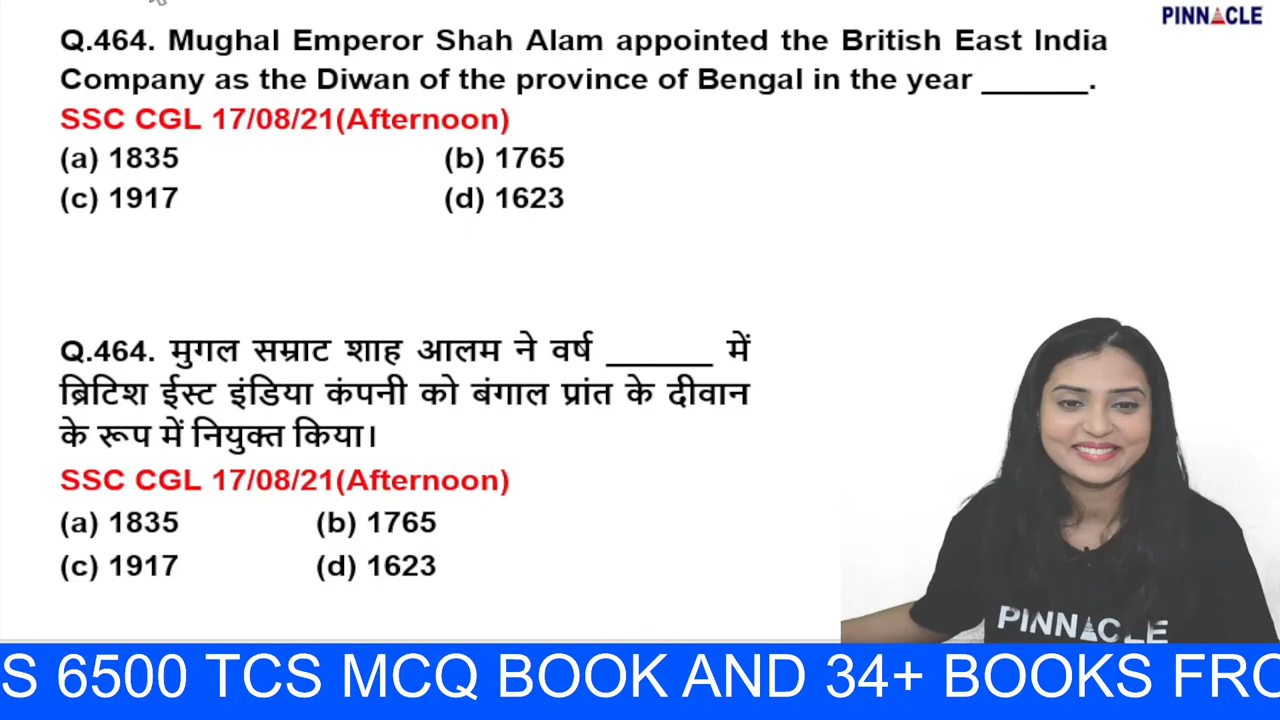 PINNACLE
Q.464. Mughal Emperor Shah Alam appointed the British East India
Company as the Diwan of the province of Bengal in the year ______.
SSC CGL 17/08/21(Afternoon)
(a) 1835 (b) 1765
(c) 1917 (d) 1623
Q.464. मुगल सम्राट शाह आलम ने वर्ष ______ में
ब्रिटिश ईस्ट इंडिया कंपनी को बंगाल प्रांत के दीवान
के रूप में नियुक्त किया।
SSC CGL 17/08/21(Afternoon)
(a) 1835 (b) 1765
(c) 1917 (d) 1623
PINNACLE
S 6500 TCS MCQ BOOK AND 34+ BOOKS FRO